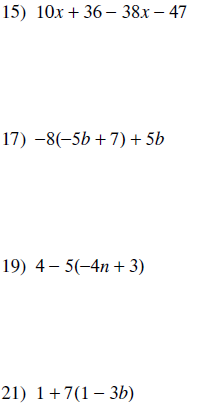 15) 10x + 36 – 38x – 47
17) –8(–5b + 7) + 5b
19) 4 – 5(–4n + 3)
21) 1 + 7(1 – 3b)